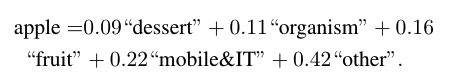 apple =0.09“dessert” + 0.11“organism” + 0.16
“fruit” + 0.22“mobile&IT” + 0.42“other”.